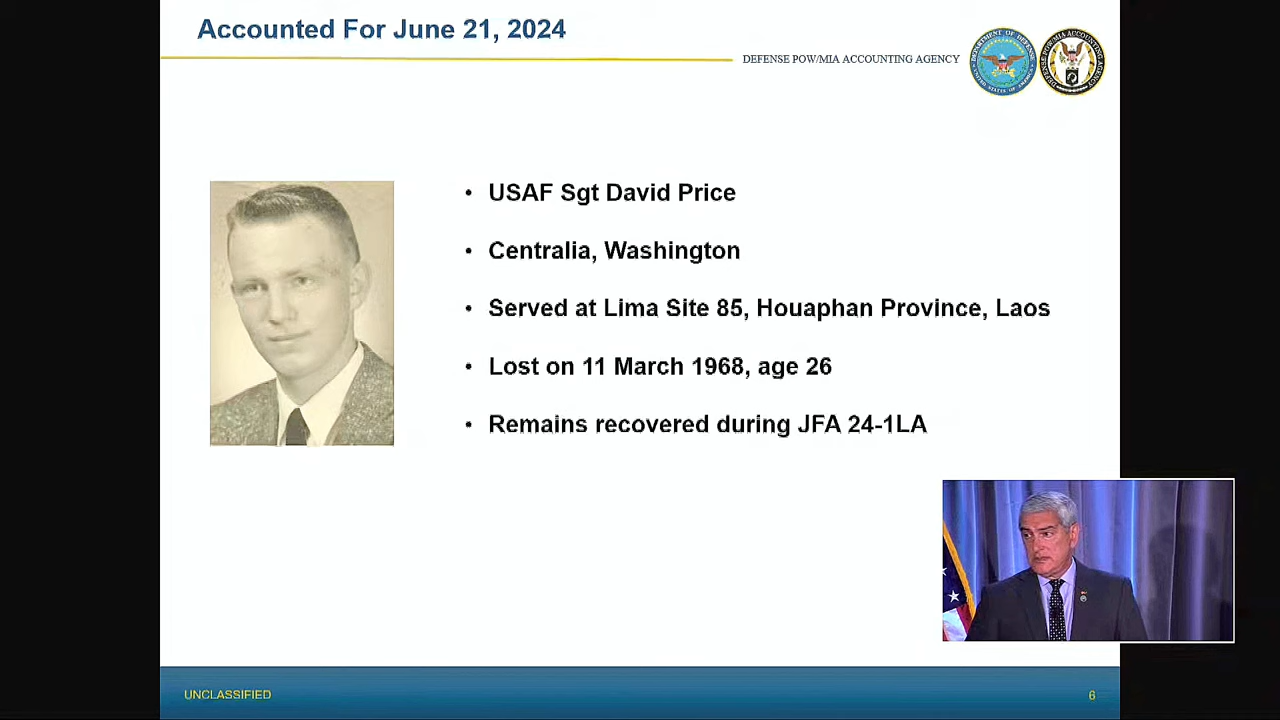 Accounted For June 21, 2024
DEFENSE POW/MIA ACCOUNTING AGENCY
• USAF Sgt David Price
• Centralia, Washington
• Served at Lima Site 85, Houaphan Province, Laos
• Lost on 11 March 1968, age 26
• Remains recovered during JFA 24-1LA
UNCLASSIFIED
6